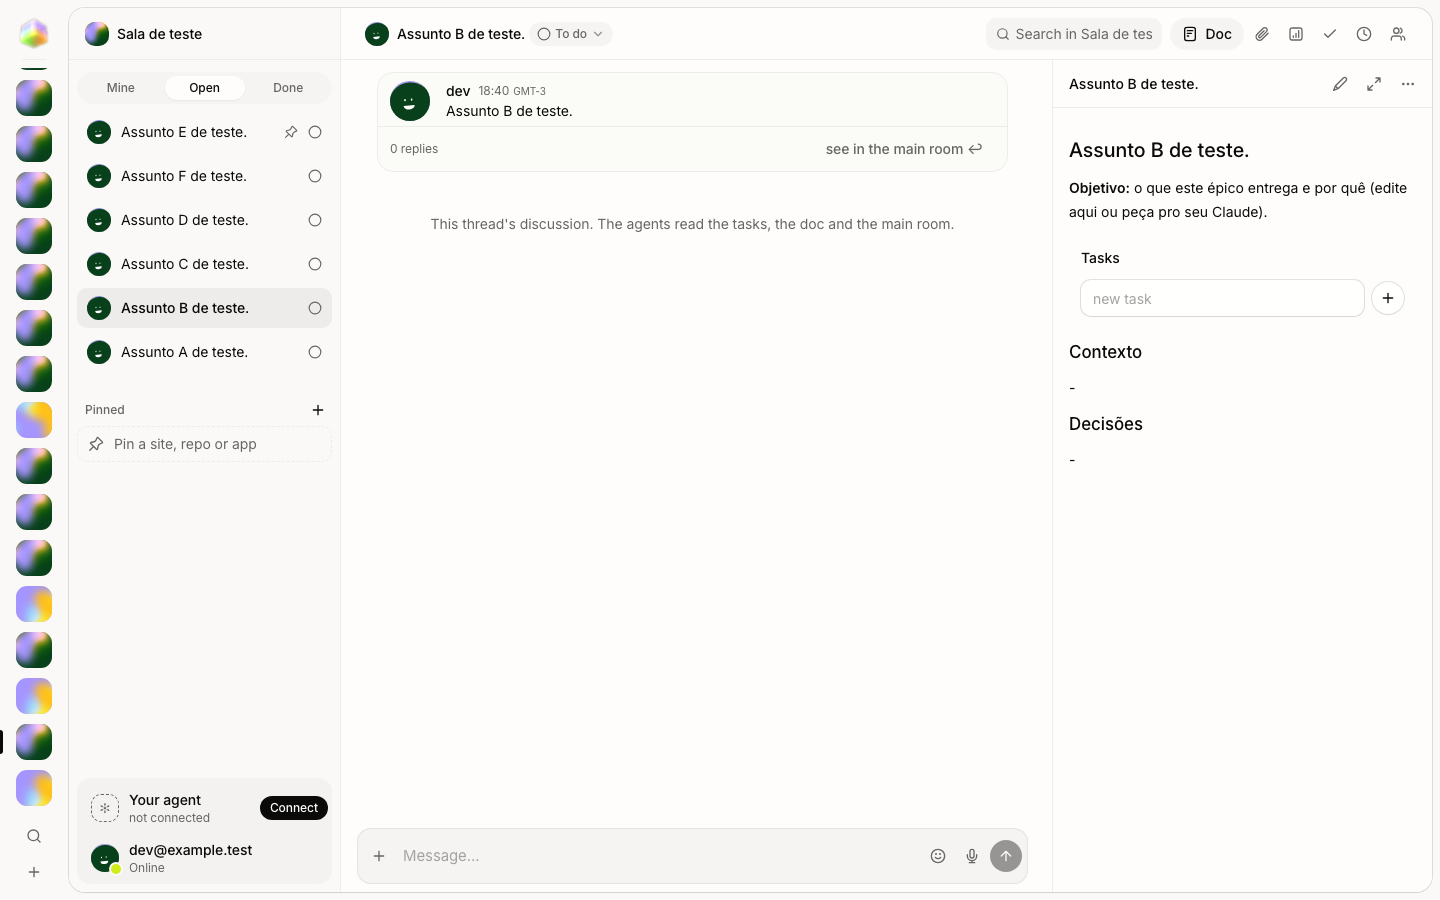 Sala de teste
Mine
Open
Done
Assunto E de teste.
Assunto F de teste.
Assunto D de teste.
Assunto C de teste.
Assunto B de teste.
Assunto A de teste.
Pinned
Pin a site, repo or app
Your agent
not connected
Connect
dev@example.test
Online
Assunto B de teste.
To do
Search in Sala de tes
Doc
dev 18:40 GMT-3
Assunto B de teste.
0 replies
see in the main room
This thread's discussion. The agents read the tasks, the doc and the main room.
Message...
Assunto B de teste.
Assunto B de teste.
Objetivo: o que este épico entrega e por quê (edite
aqui ou peça pro seu Claude).
Tasks
new task
Contexto
-
Decisões
-